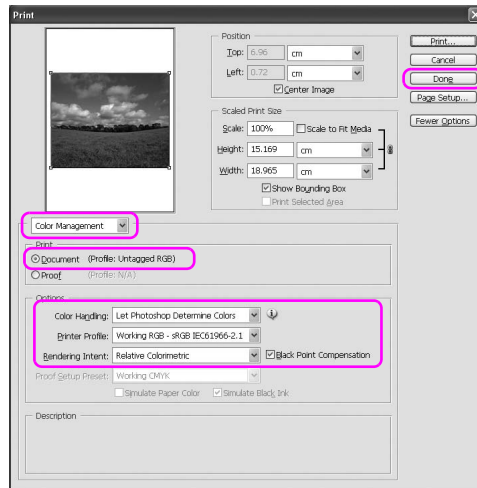 Print
Position
Top: 6.96 cm
Left: 0.72 cm
Center Image
Print...
Cancel
Done
Page Setup...
Fewer Options
Scaled Print Size
Scale: 100% Scale to Fit Media
Height: 15.169 cm
Width: 18.965 cm
Show Bounding Box
Print Selected Area
Color Management
Print
Document (Profile: Untagged RGB)
Proof (Profile: N/A)
Options
Color Handling: Let Photoshop Determine Colors
Printer Profile: Working RGB - sRGB IEC61966-2.1
Rendering Intent: Relative Colorimetric Black Point Compensation
Proof Setup Preset: Working CMYK
Simulate Paper Color Simulate Black Ink
Description